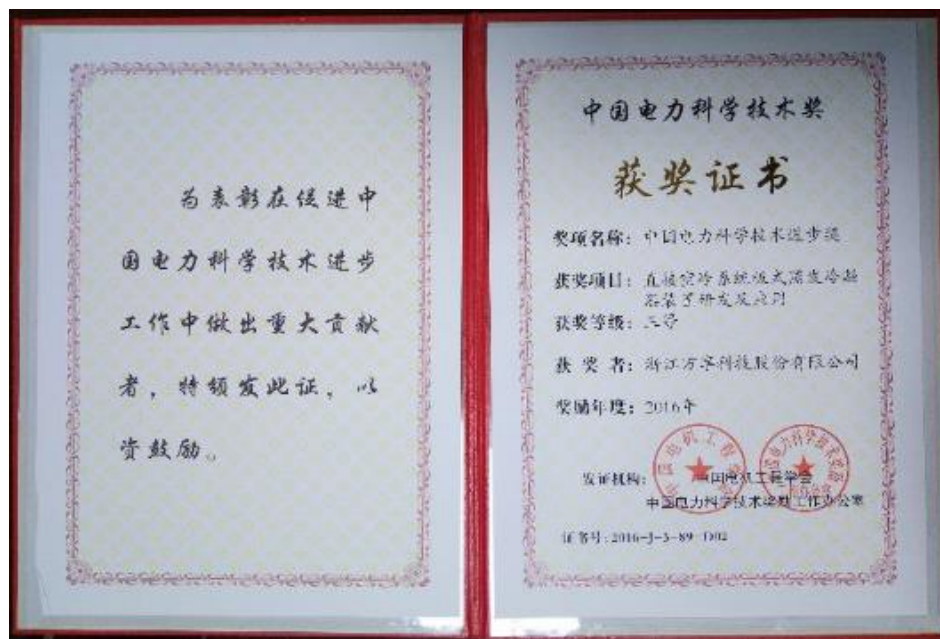 为表彰在促进中
国电力科学技术进步
工作中做出重大贡献
者，特颁发此证，以
资鼓励。
中国电力科学技术奖
获奖证书
奖项名称：中国电力科学技术进步奖
获奖项目：直接空冷系统板式蒸发冷凝
器装置研发及应用
获奖等级：三等
获 奖 者：浙江万享科技股份有限公司
奖励年度：2016年
发证机构：中国电机工程学会
中国电力科学技术奖励工作办公室
证书号：2016-J-3-89-D02